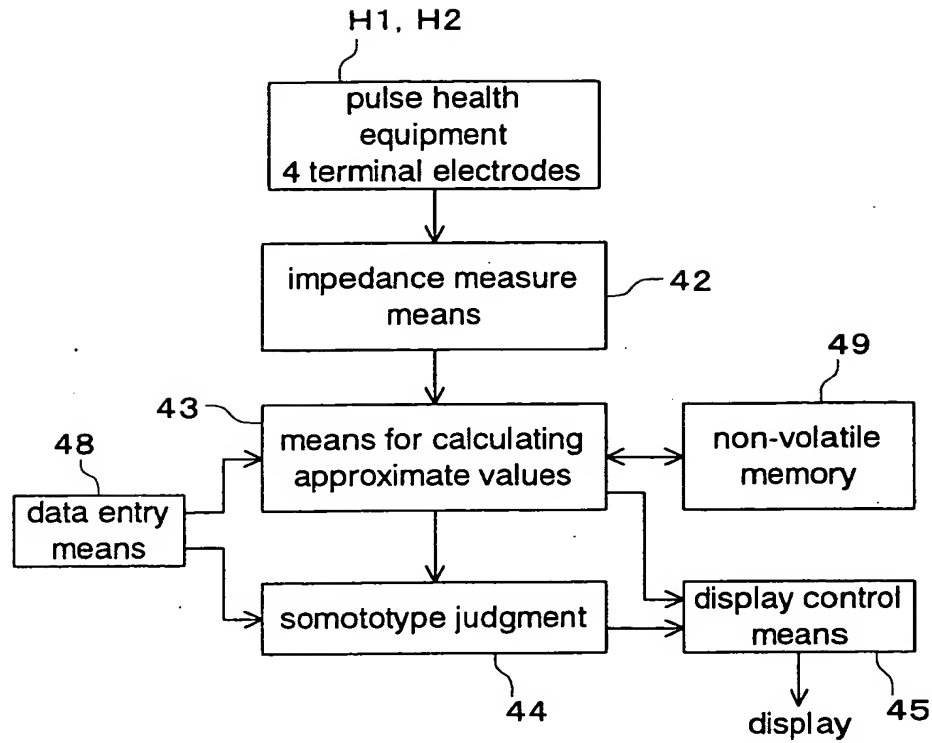 H1, H2
pulse health
equipment
4 terminal electrodes
impedance measure
means
42
49
43
means for calculating
approximate values
non-volatile
memory
48
data entry
means
somototype judgment
display control
means
44
45
display